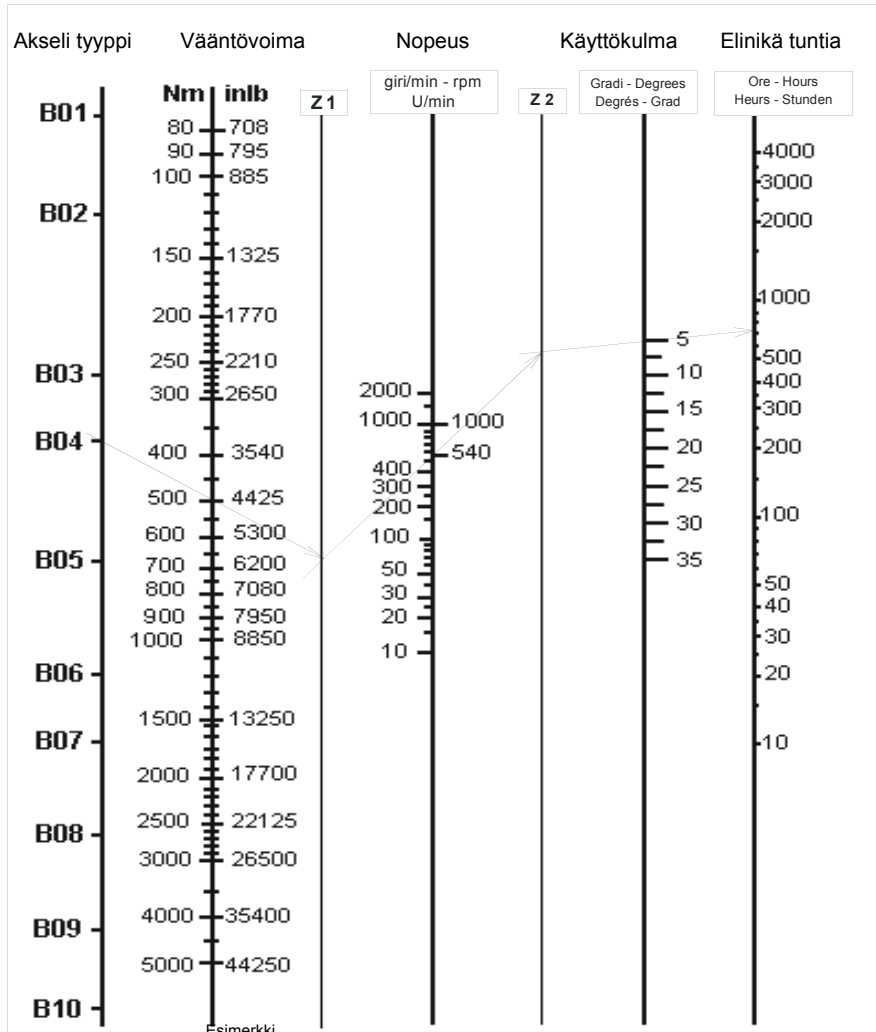 Akseli tyyppi Vääntövoima Nopeus Käyttökulma Elinikä tuntia
Nm inlb
Z 1
giri/min - rpm
U/min
Z 2
Gradi - Degrees
Degrés - Grad
Ore - Hours
Heurs - Stunden
B01
B02
B03
B04
B05
B06
B07
B08
B09
B10
80 708
90 795
100 885
150 1325
200 1770
250 2210
300 2650
400 3540
500 4425
600 5300
700 6200
800 7080
900 7950
1000 8850
1500 13250
2000 17700
2500 22125
3000 26500
4000 35400
5000 44250
2000
1000 1000
540
400
300
200
100
50
30
20
10
5
10
15
20
25
30
35
4000
3000
2000
1000
500
400
300
200
100
50
40
30
20
10
Esimerkki